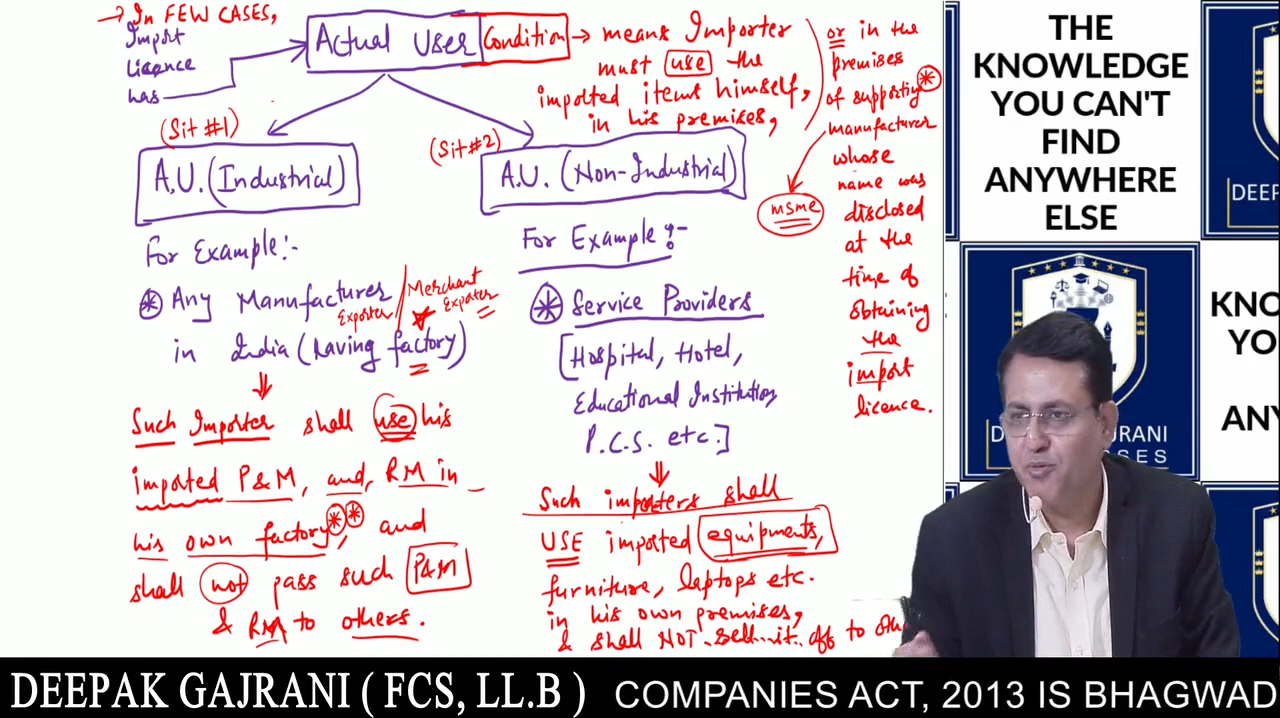 → In FEW CASES,
Import
licence
has
Actual User Condition → means Importer
must use the
imported items himself,
in his premises,
or in the
premises
of supporting
manufacturer
whose
name was
disclosed
at the
time of
obtaining
the
import
licence.
msme
(Sit #1)
A.U. (Industrial)
For Example:-
Any Manufacturer
Exporter / Merchant Exporter
in India (having factory)
Such Importer shall use his
imported P&M, and, RM in
his own factory, and
shall not pass such P&M
& RM to others.
(Sit #2)
A.U. (Non-Industrial)
For Example:-
Service Providers
[Hospital, Hotel,
Educational Institution,
P.C.S. etc.]
Such importers shall
USE imported equipments,
furniture, laptops etc.
in his own premises,
& shall NOT sell it off to
THE
KNOWLEDGE
YOU CAN'T
FIND
ANYWHERE
ELSE
DEEP
KNO
YO
ANY
JRANI
SSES
DEEPAK GAJRANI ( FCS, LL.B ) COMPANIES ACT, 2013 IS BHAGWAD